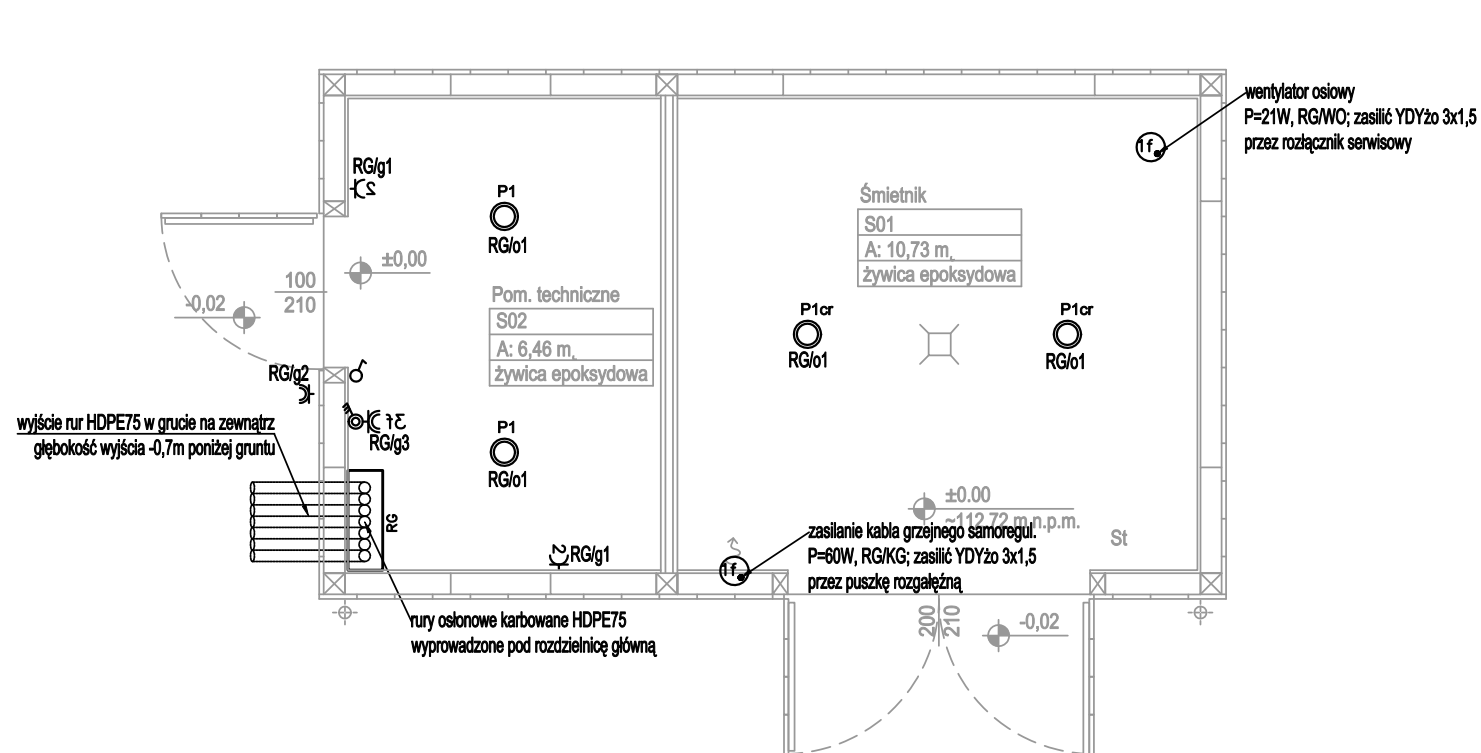 wentylator osiowy
P=21W, RG/WO; zasilić YDYżo 3x1,5
przez rozłącznik serwisowy
1f
RG/g1
2
P1
RG/o1
Śmietnik
S01
A: 10,73 m
żywica epoksydowa
±0,00
100
210
-0,02
Pom. techniczne
S02
A: 6,46 m
żywica epoksydowa
P1cr
RG/o1
P1cr
RG/o1
RG/g2
3f
RG/g3
wyjście rur HDPE75 w grucie na zewnątrz
głębokość wyjścia -0,7m poniżej gruntu
P1
RG/o1
RG
±0.00
~112,72 m n.p.m.
St
zasilanie kabla grzejnego samoregul.
P=60W, RG/KG; zasilić YDYżo 3x1,5
przez puszkę rozgałęźną
2
RG/g1
1f
rury osłonowe karbowane HDPE75
wyprowadzone pod rozdzielnicę główną
200
210
-0,02